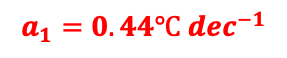 a₁ = 0.44°C dec⁻¹